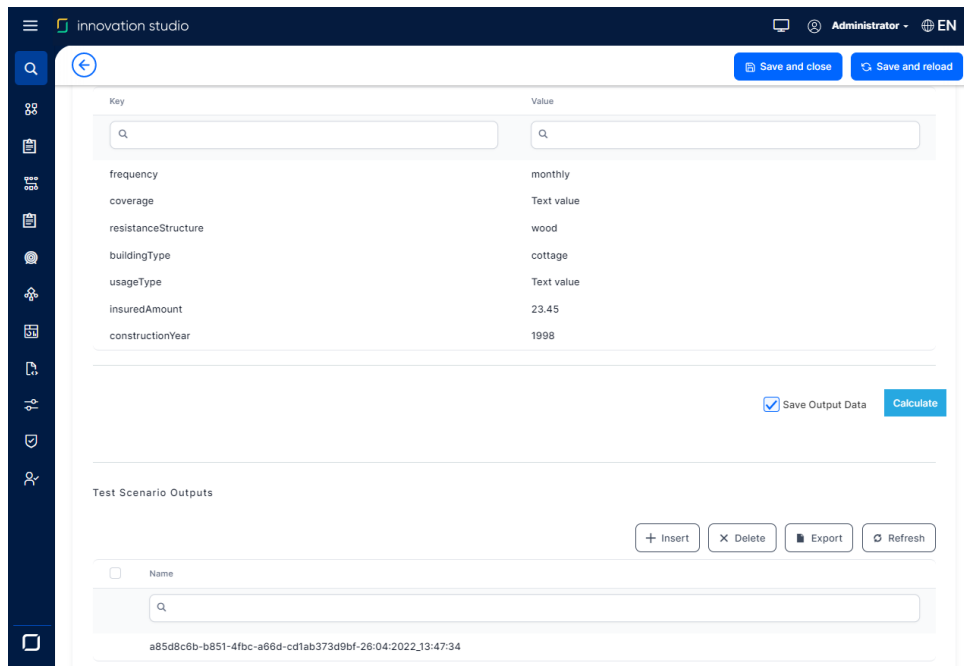 innovation studio
Administrator
EN
Save and close
Save and reload
Key Value
frequency monthly
coverage Text value
resistanceStructure wood
buildingType cottage
usageType Text value
insuredAmount 23.45
constructionYear 1998
Save Output Data
Calculate
Test Scenario Outputs
Insert
Delete
Export
Refresh
Name
a85d8c6b-b851-4fbc-a66d-cd1ab373d9bf-26:04:2022_13:47:34